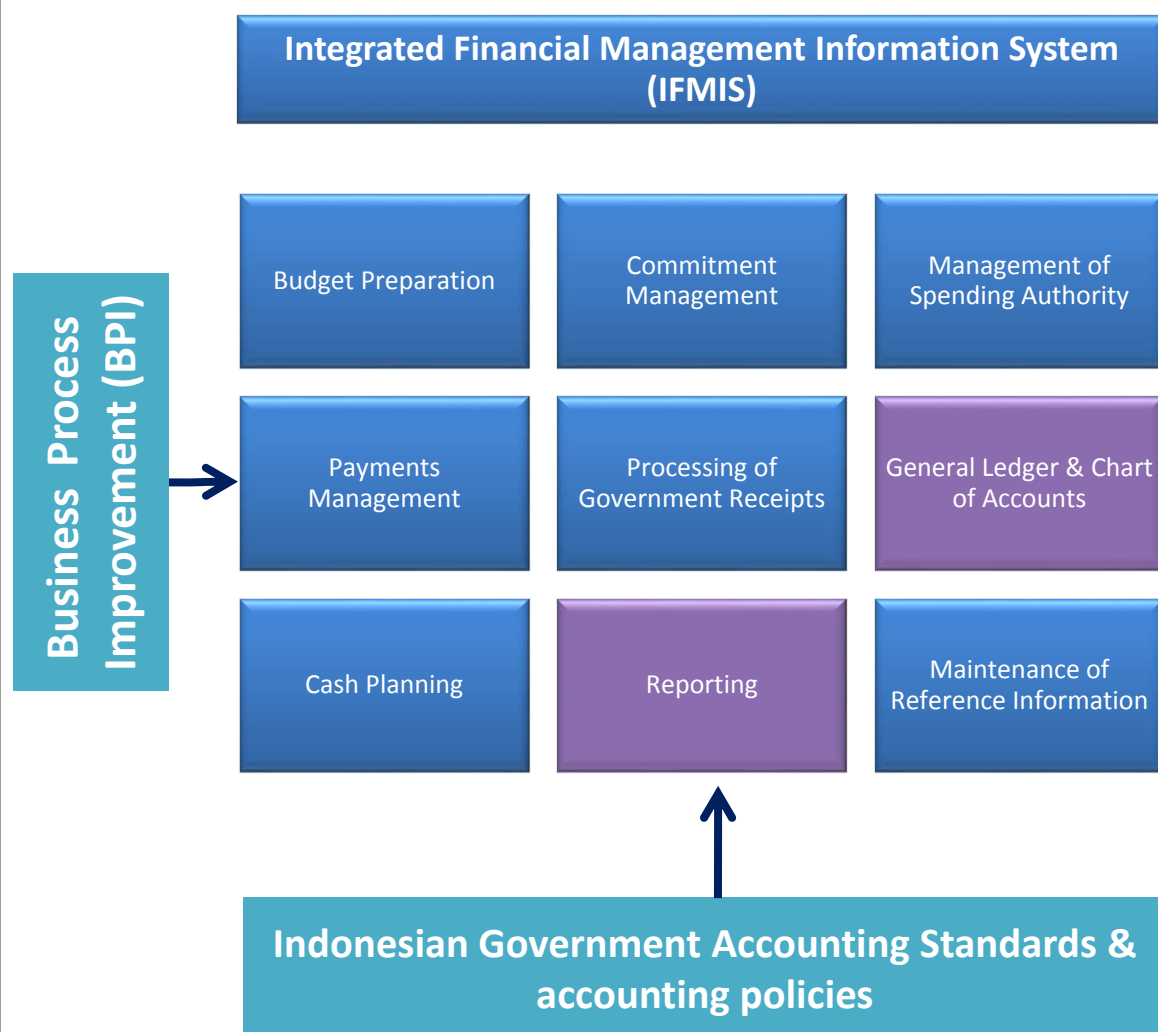 Integrated Financial Management Information System
(IFMIS)
Business Process
Improvement (BPI)
Budget Preparation
Commitment
Management
Management of
Spending Authority
Payments
Management
Processing of
Government Receipts
General Ledger & Chart
of Accounts
Cash Planning
Reporting
Maintenance of
Reference Information
Indonesian Government Accounting Standards &
accounting policies